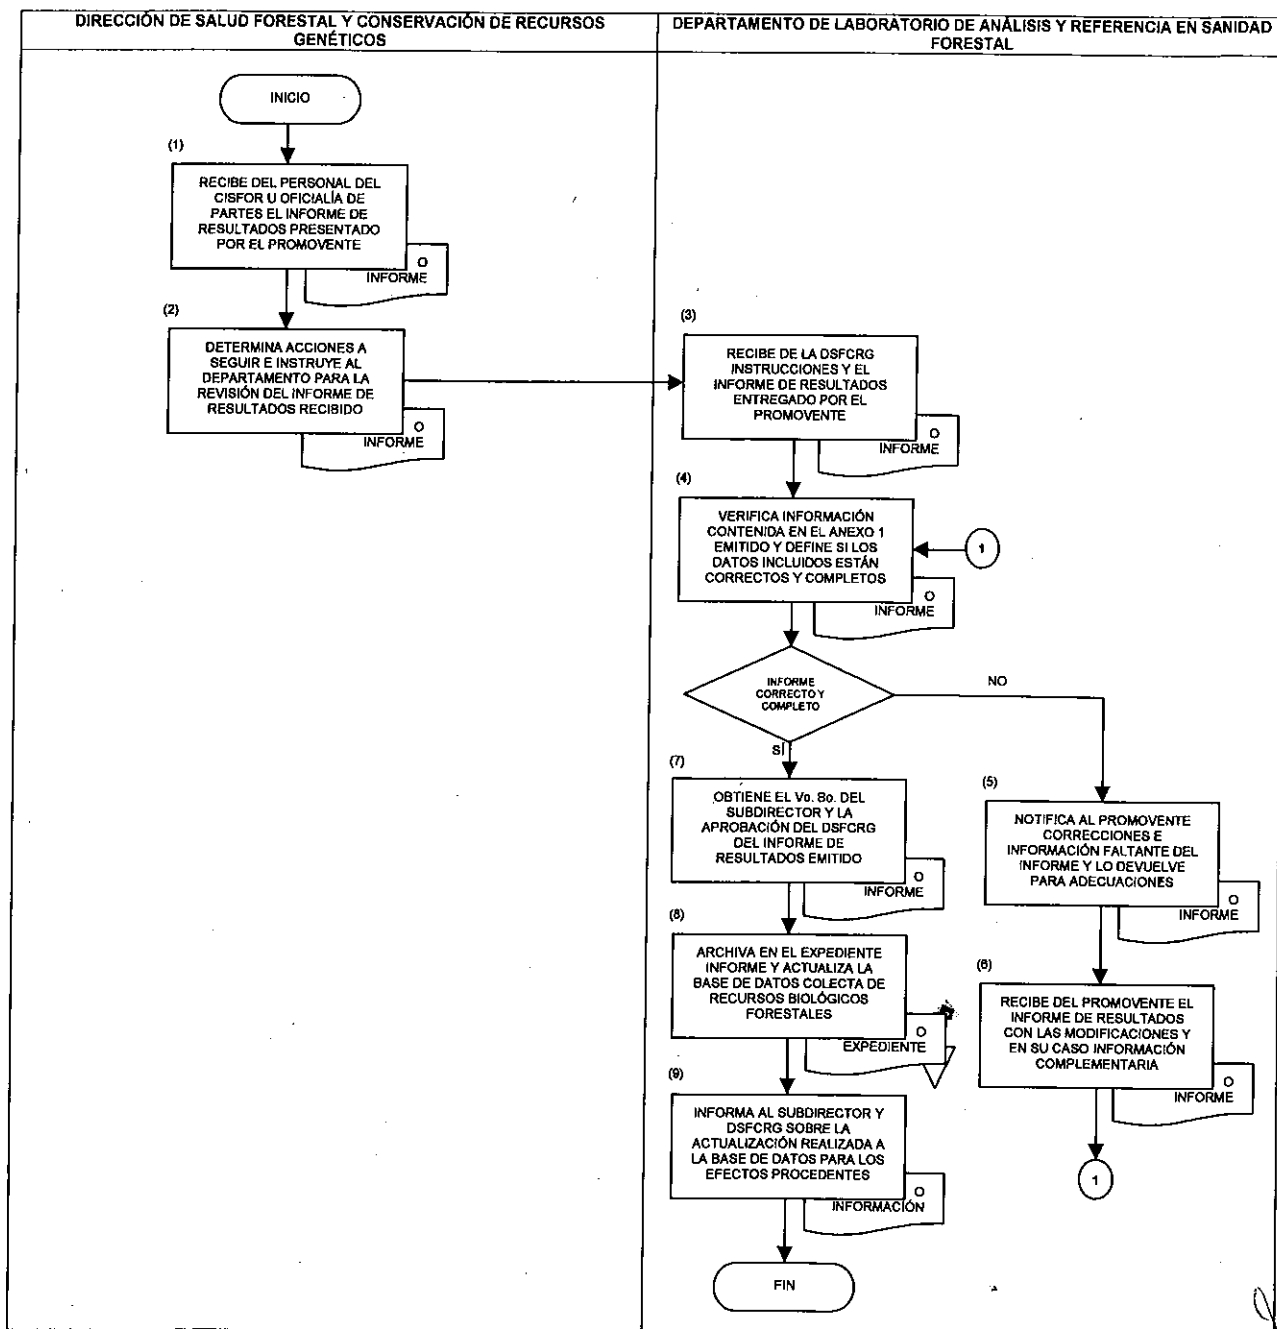 DIRECCIÓN DE SALUD FORESTAL Y CONSERVACIÓN DE RECURSOS
GENÉTICOS
DEPARTAMENTO DE LABORATORIO DE ANÁLISIS Y REFERENCIA EN SANIDAD
FORESTAL
INICIO
(1)
RECIBE DEL PERSONAL DEL
CISFOR U OFICIALÍA DE
PARTES EL INFORME DE
RESULTADOS PRESENTADO
POR EL PROMOVENTE
O
INFORME
(2)
DETERMINA ACCIONES A
SEGUIR E INSTRUYE AL
DEPARTAMENTO PARA LA
REVISIÓN DEL INFORME DE
RESULTADOS RECIBIDO
O
INFORME
(3)
RECIBE DE LA DSFCRG
INSTRUCCIONES Y EL
INFORME DE RESULTADOS
ENTREGADO POR EL
PROMOVENTE
O
INFORME
(4)
VERIFICA INFORMACIÓN
CONTENIDA EN EL ANEXO 1
EMITIDO Y DEFINE SI LOS
DATOS INCLUIDOS ESTÁN
CORRECTOS Y COMPLETOS
1
O
INFORME
INFORME
CORRECTO Y
COMPLETO
NO
SÍ
(7)
OBTIENE EL Vo. Bo. DEL
SUBDIRECTOR Y LA
APROBACIÓN DEL DSFCRG
DEL INFORME DE
RESULTADOS EMITIDO
O
INFORME
(5)
NOTIFICA AL PROMOVENTE
CORRECCIONES E
INFORMACIÓN FALTANTE DEL
INFORME Y LO DEVUELVE
PARA ADECUACIONES
O
INFORME
(8)
ARCHIVA EN EL EXPEDIENTE
INFORME Y ACTUALIZA LA
BASE DE DATOS COLECTA DE
RECURSOS BIOLÓGICOS
FORESTALES
O
EXPEDIENTE
(6)
RECIBE DEL PROMOVENTE EL
INFORME DE RESULTADOS
CON LAS MODIFICACIONES Y
EN SU CASO INFORMACIÓN
COMPLEMENTARIA
O
INFORME
(9)
INFORMA AL SUBDIRECTOR Y
DSFCRG SOBRE LA
ACTUALIZACIÓN REALIZADA A
LA BASE DE DATOS PARA LOS
EFECTOS PROCEDENTES
O
INFORMACIÓN
1
FIN